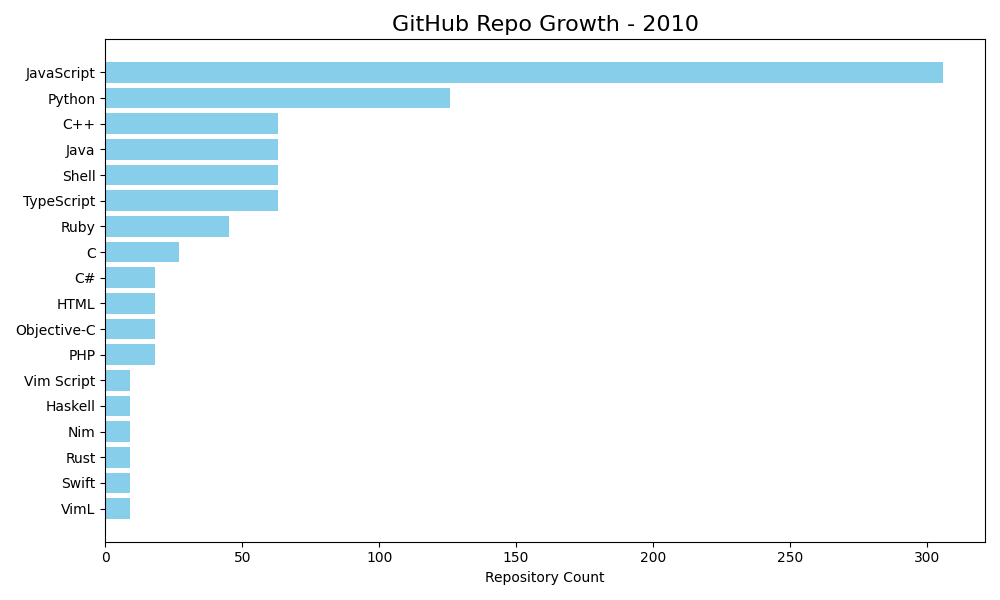 GitHub Repo Growth - 2010
JavaScript
Python
C++
Java
Shell
TypeScript
Ruby
C
C#
HTML
Objective-C
PHP
Vim Script
Haskell
Nim
Rust
Swift
VimL
0 50 100 150 200 250 300
Repository Count